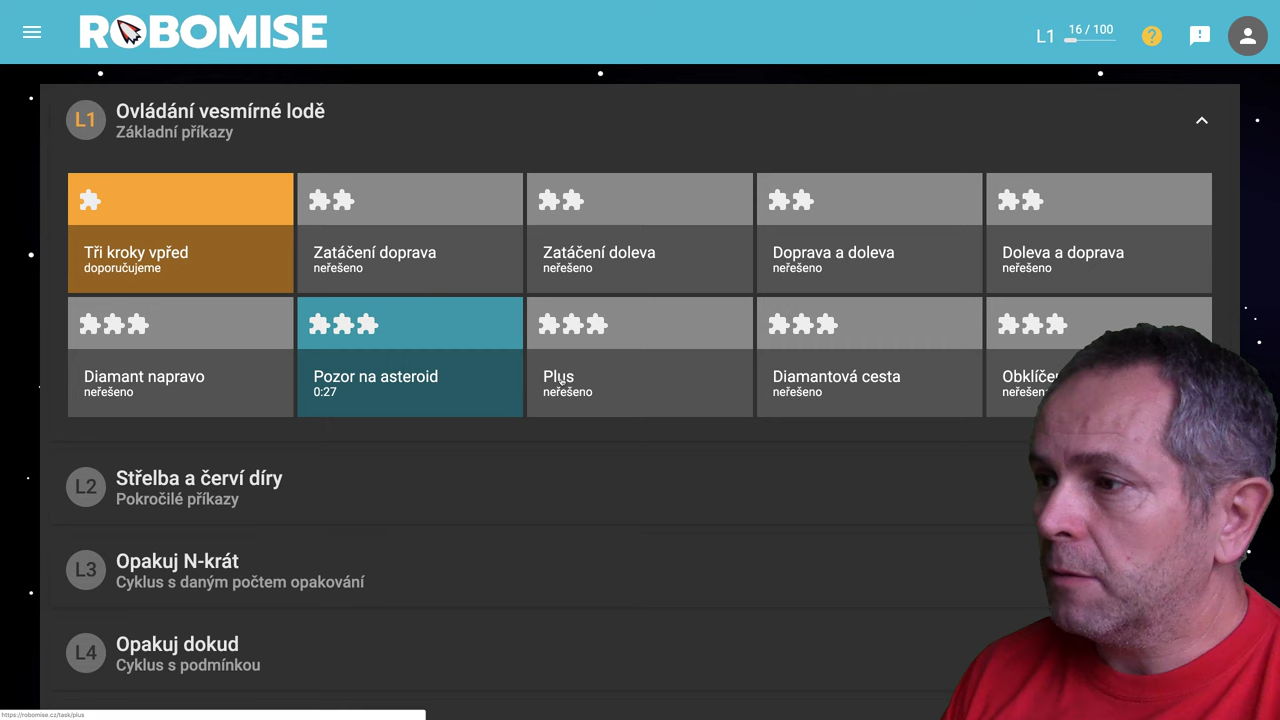 ROBOMISE
L1
16 / 100
?
L1
Ovládání vesmírné lodě
Základní příkazy
Tři kroky vpřed
doporučujeme
Zatáčení doprava
neřešeno
Zatáčení doleva
neřešeno
Doprava a doleva
neřešeno
Doleva a doprava
neřešeno
Diamant napravo
neřešeno
Pozor na asteroid
0:27
Plus
neřešeno
Diamantová cesta
neřešeno
L2
Střelba a červí díry
Pokročilé příkazy
L3
Opakuj N-krát
Cyklus s daným počtem opakování
L4
Opakuj dokud
Cyklus s podmínkou
https://robomise.cz/task/plus